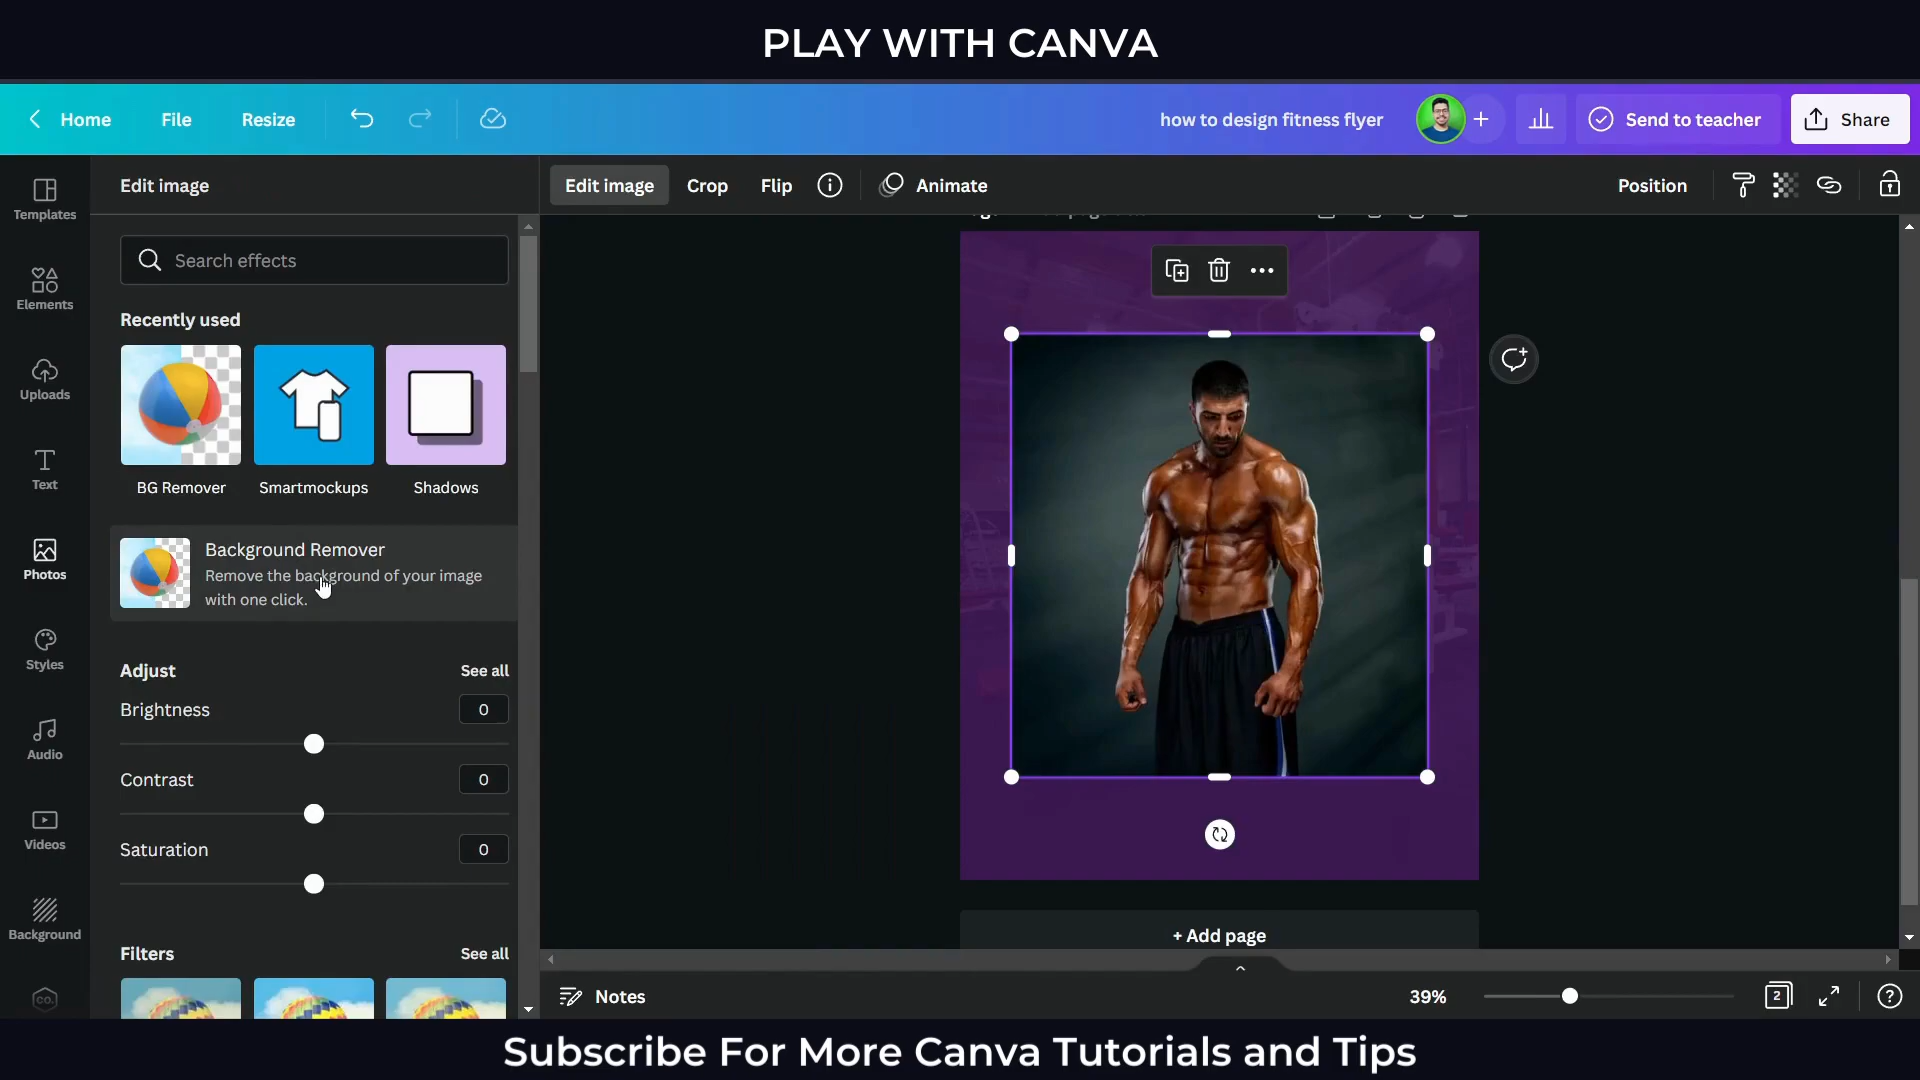 PLAY WITH CANVA
Home
File
Resize
how to design fitness flyer
Send to teacher
Share
Edit image
Edit image
Crop
Flip
Animate
Position
Templates
Elements
Uploads
Text
Photos
Styles
Audio
Videos
Background
Search effects
Recently used
BG Remover
Smartmockups
Shadows
Background Remover
Remove the background of your image
with one click.
Adjust
See all
Brightness
0
Contrast
0
Saturation
0
Filters
See all
co.
+ Add page
Notes
39%
2
Subscribe For More Canva Tutorials and Tips